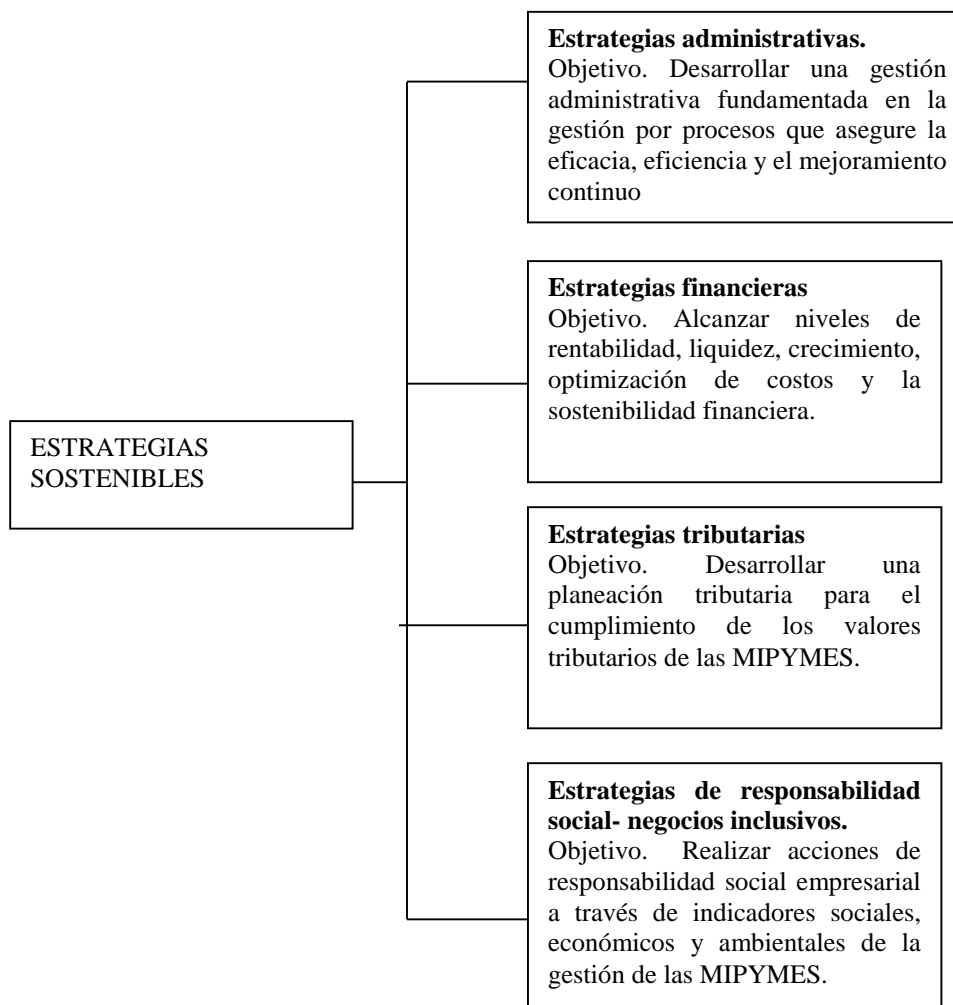 ESTRATEGIAS
SOSTENIBLES
Estrategias administrativas.
Objetivo. Desarrollar una gestión
administrativa fundamentada en la
gestión por procesos que asegure la
eficacia, eficiencia y el mejoramiento
continuo
Estrategias financieras
Objetivo. Alcanzar niveles de
rentabilidad, liquidez, crecimiento,
optimización de costos y la
sostenibilidad financiera.
Estrategias tributarias
Objetivo. Desarrollar una
planeación tributaria para el
cumplimiento de los valores
tributarios de las MIPYMES.
Estrategias de responsabilidad
social- negocios inclusivos.
Objetivo. Realizar acciones de
responsabilidad social empresarial
a través de indicadores sociales,
económicos y ambientales de la
gestión de las MIPYMES.